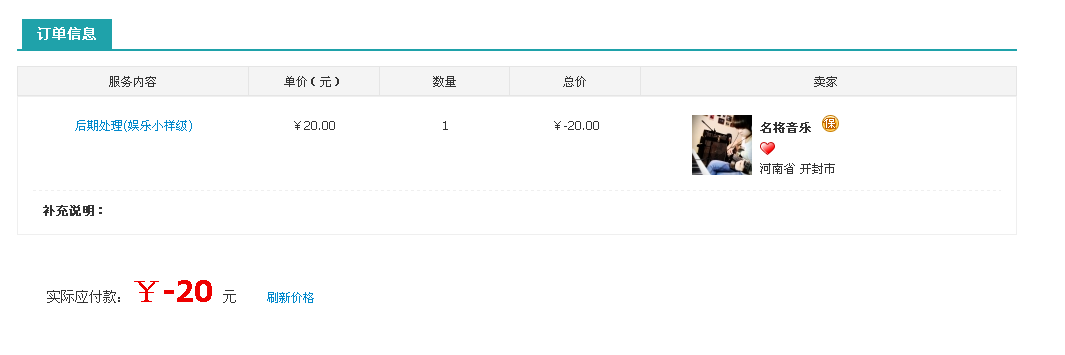 订单信息
服务内容 单价（元） 数量 总价 卖家
后期处理(娱乐小样级) ￥20.00 1 ￥-20.00 名将音乐 保
河南省 开封市
补充说明：
实际应付款： ￥-20 元 刷新价格